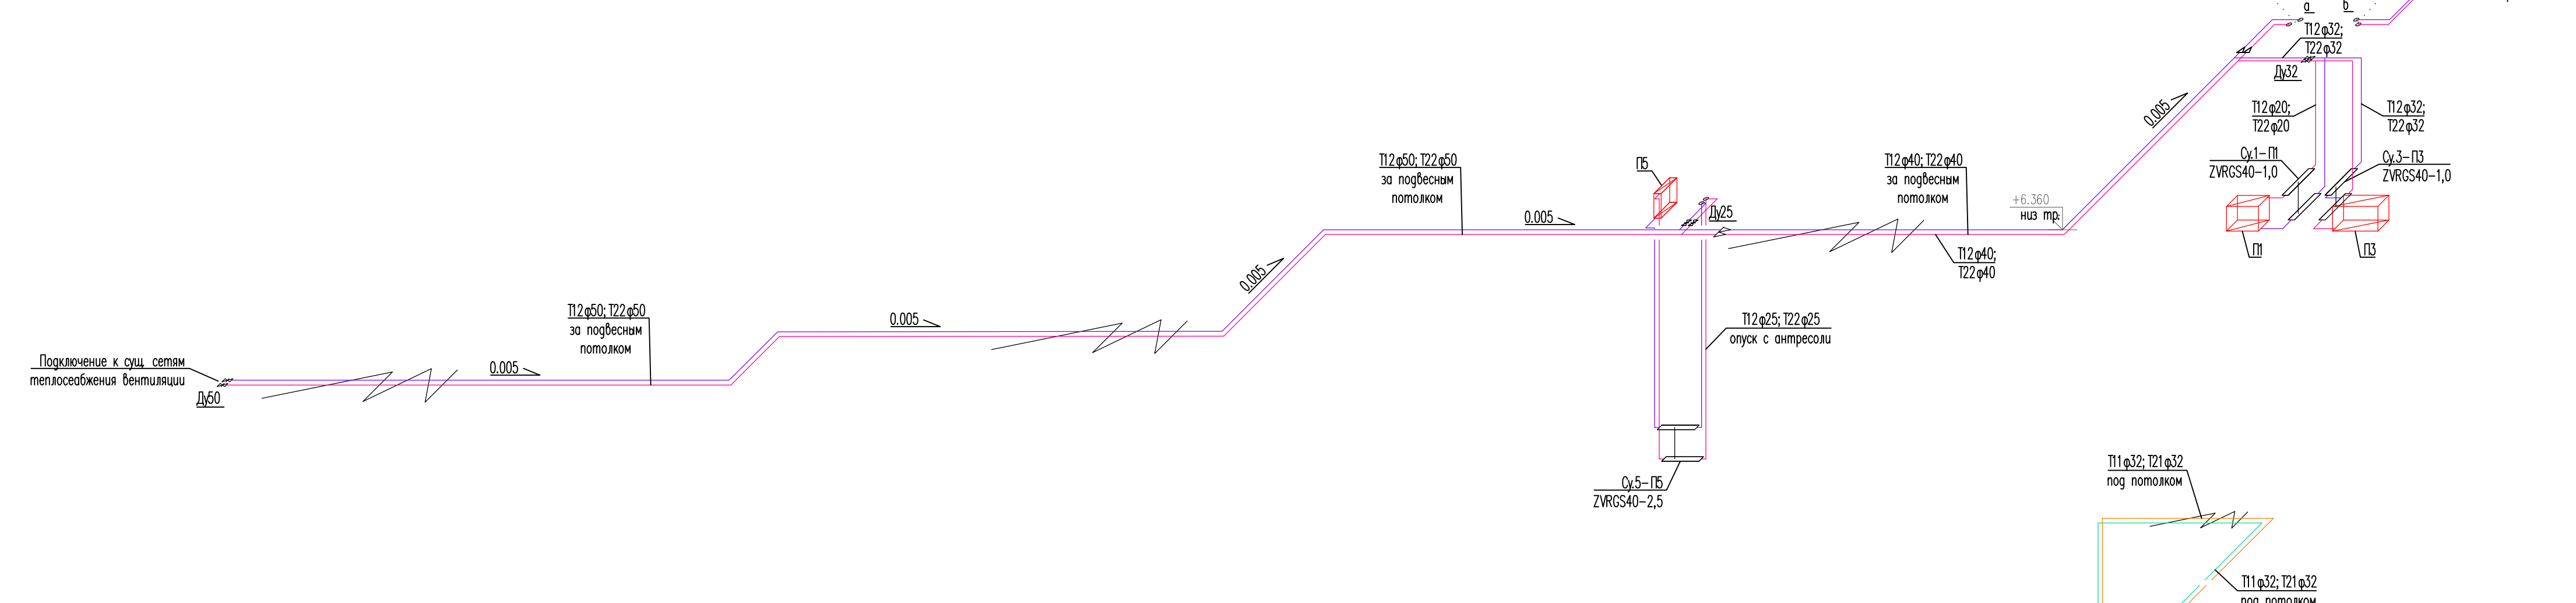 а
в
Т12φ32;
Т22φ32
Ду32
0.005
Т12φ20;
Т22φ20
Т12φ32;
Т22φ32
Су.1-П1
ZVRGS40-1,0
Су.3-П3
ZVRGS40-1,0
П1
П3
Т12φ50; Т22φ50
за подвесным
потолком
П5
Т12φ40; Т22φ40
за подвесным
потолком
+6.360
низ тр.
0.005
Ду25
Т12φ40;
Т22φ40
0.005
Т12φ50; Т22φ50
за подвесным
потолком
0.005
Т12φ25; Т22φ25
опуск с антресоли
Подключение к сущ. сетям
теплосеабжения вентиляции
0.005
Ду50
Су.5-П5
ZVRGS40-2,5
Т11φ32; Т21φ32
под потолком
Т11φ32; Т21φ32
под потолком